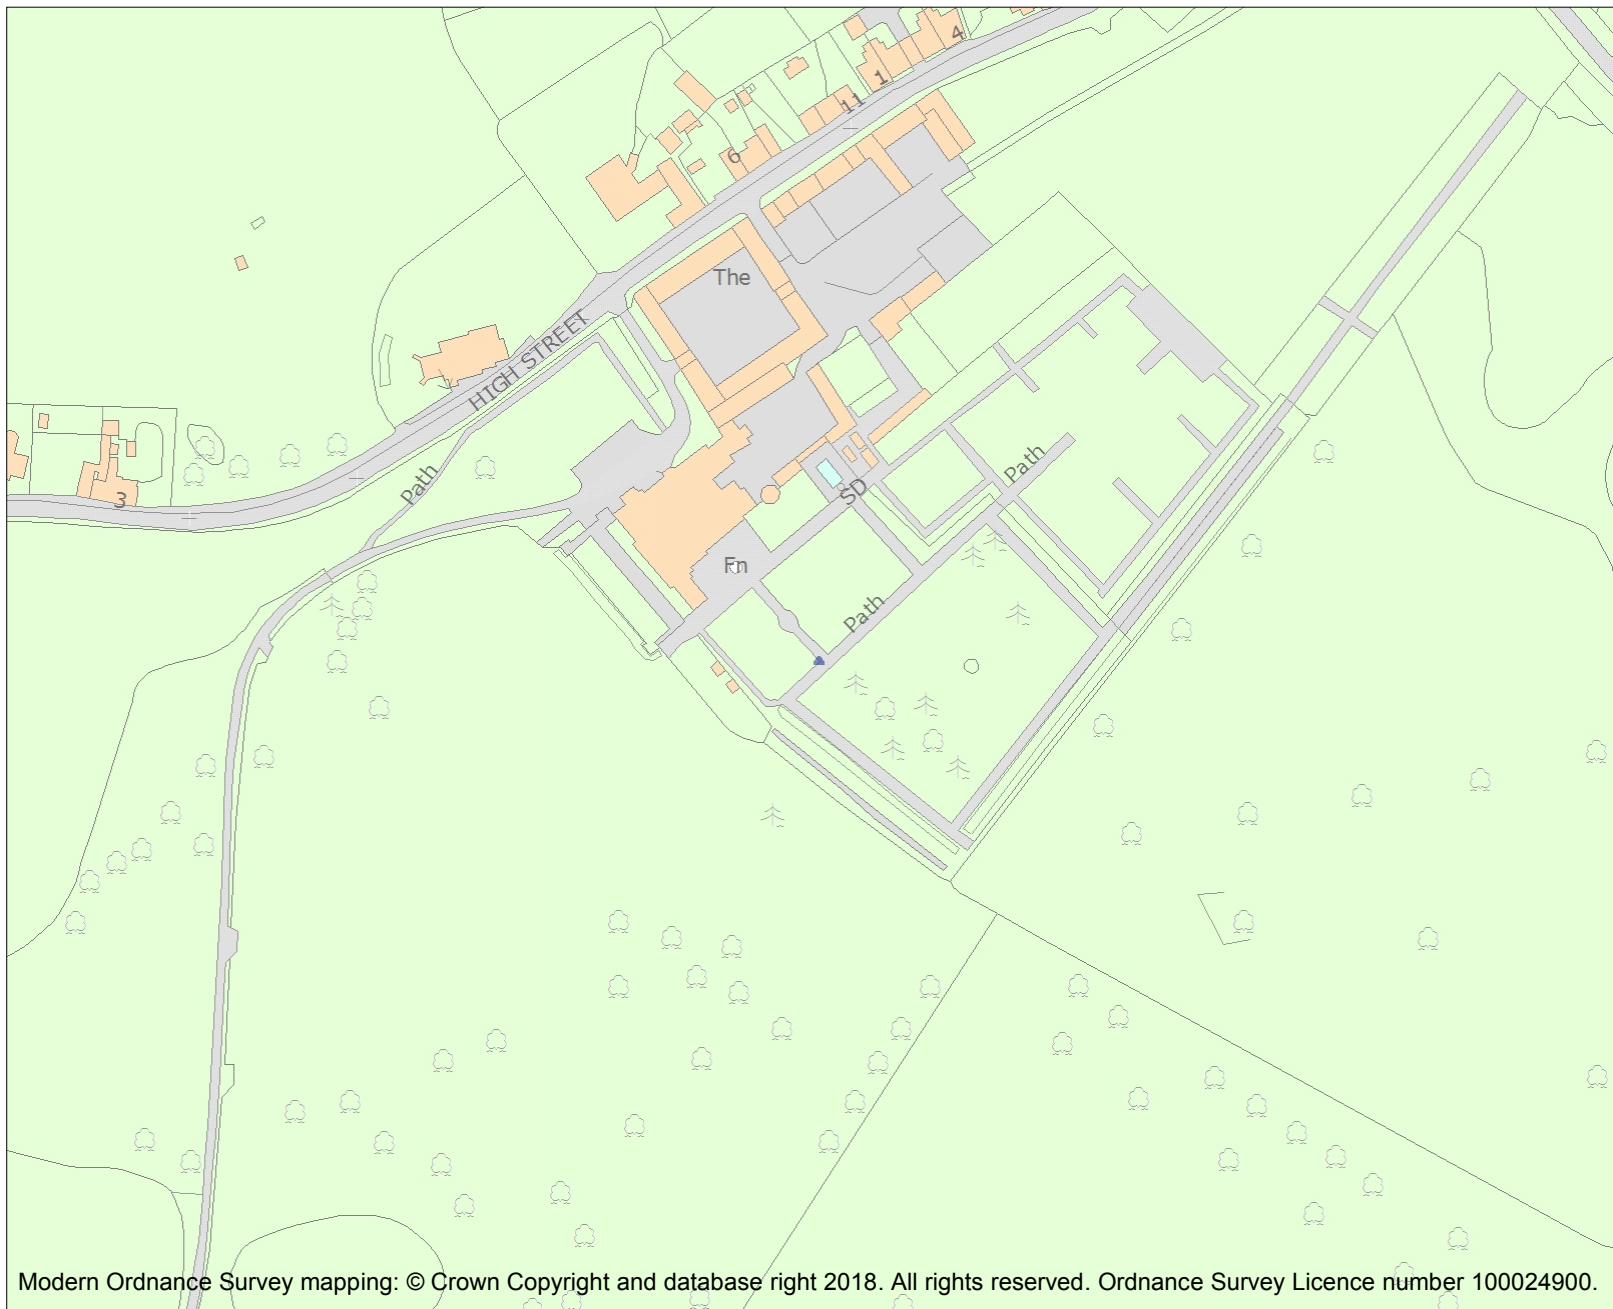 4
1
11
6
The
HIGH STREET
Path
3
Path
SD
Fn
Path
Modern Ordnance Survey mapping: © Crown Copyright and database right 2018. All rights reserved. Ordnance Survey Licence number 100024900.